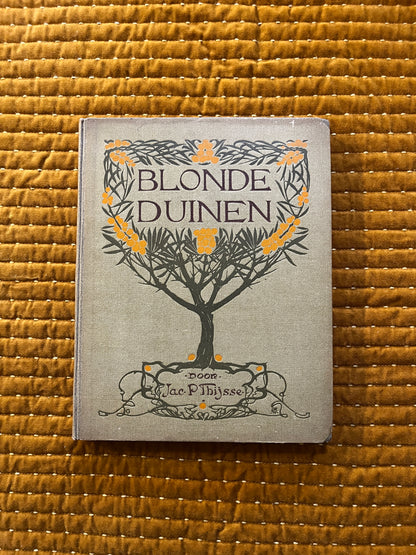 BLONDE
DUINEN
·DOOR·
Jac. P. Thijsse